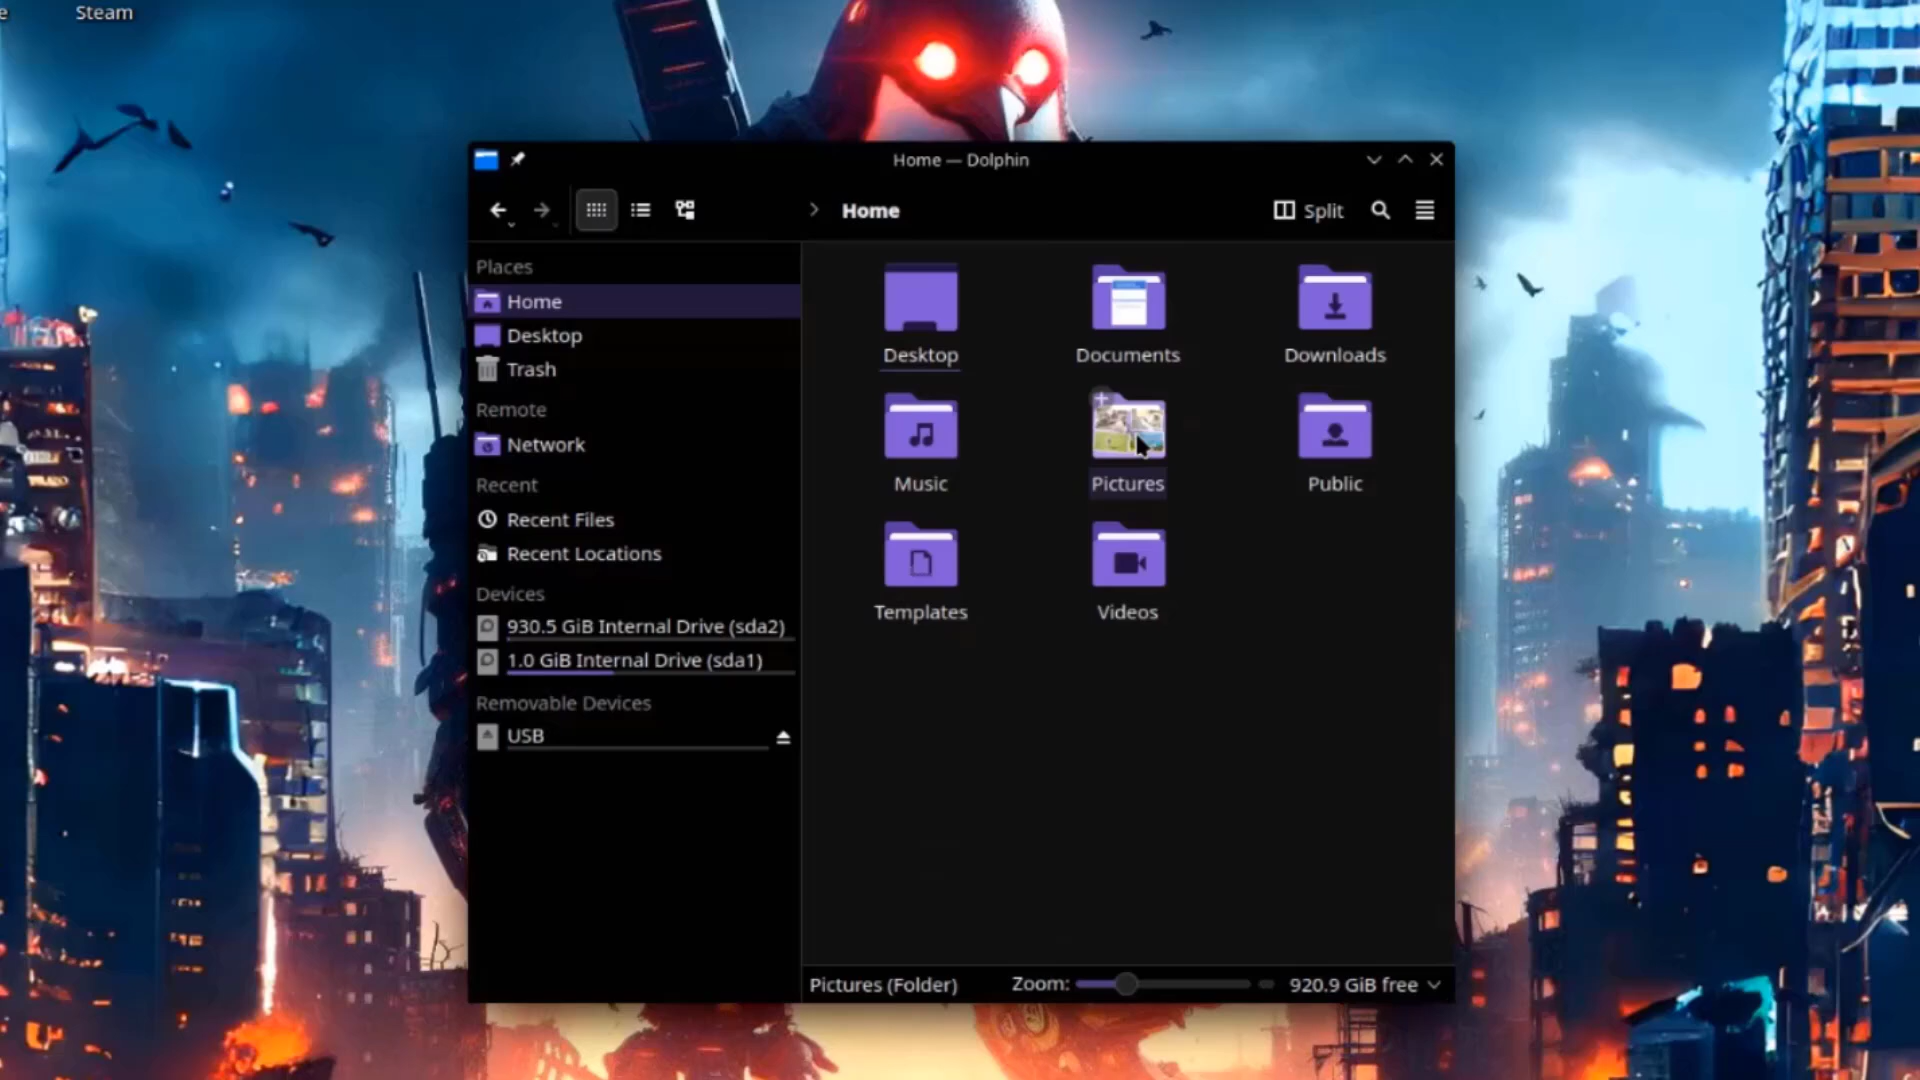 Steam
Home — Dolphin
Home
Split
Places
Home
Desktop
Trash
Remote
Network
Recent
Recent Files
Recent Locations
Devices
930.5 GiB Internal Drive (sda2)
1.0 GiB Internal Drive (sda1)
Removable Devices
USB
Desktop
Documents
Downloads
Music
Pictures
Public
Templates
Videos
Pictures (Folder)
Zoom:
920.9 GiB free